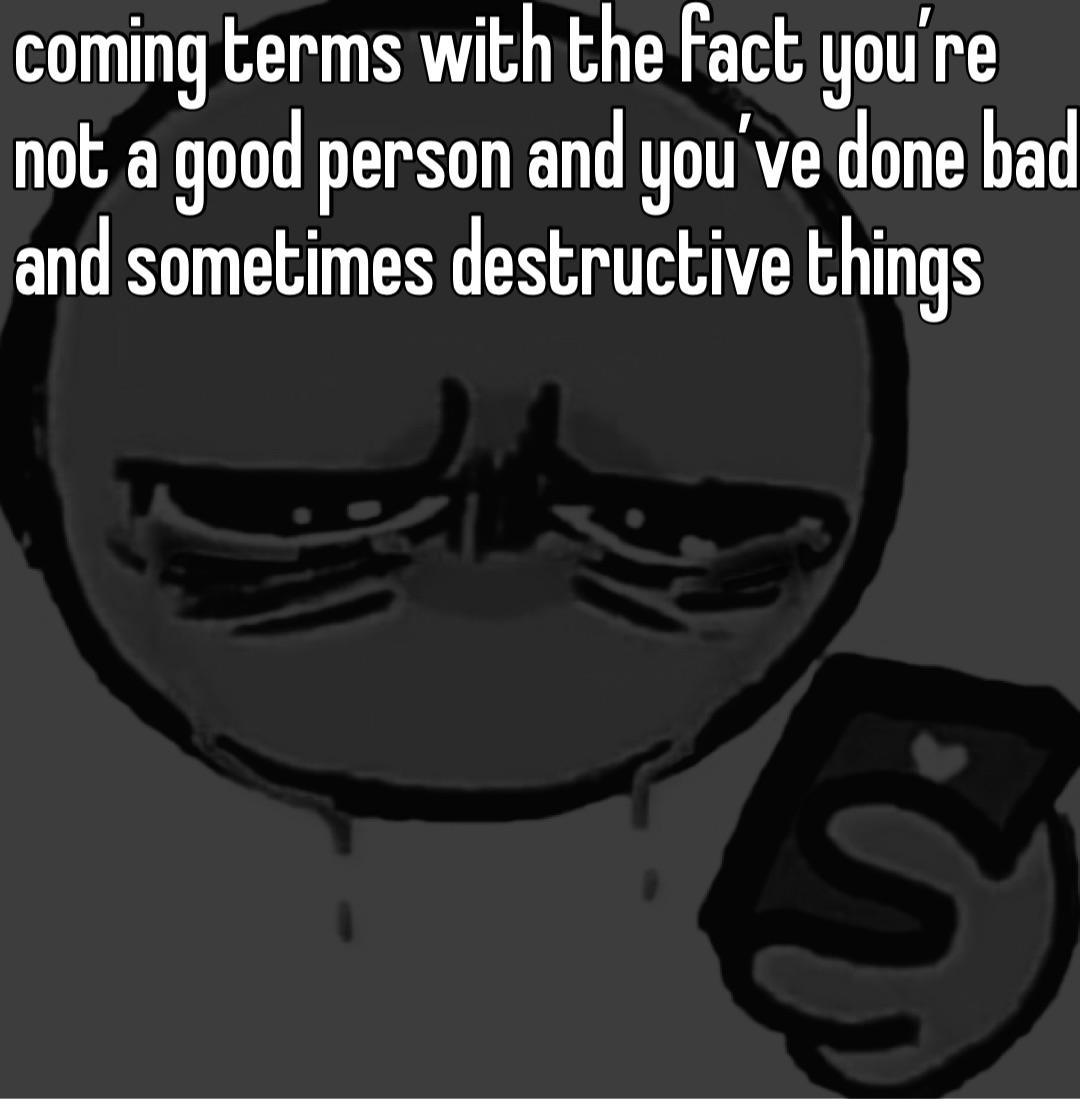 coming terms with the fact you’re
not a good person and you’ve done bad
and sometimes destructive things